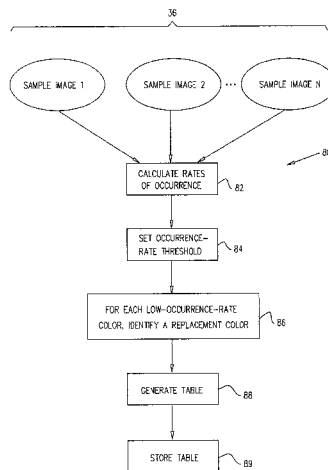 36
SAMPLE IMAGE 1
SAMPLE IMAGE 2
...
SAMPLE IMAGE N
CALCULATE RATES
OF OCCURRENCE
82
SET OCCURRENCE-
RATE THRESHOLD
84
FOR EACH LOW-OCCURRENCE-RATE
COLOR, IDENTIFY A REPLACEMENT COLOR
86
GENERATE TABLE
88
STORE TABLE
89